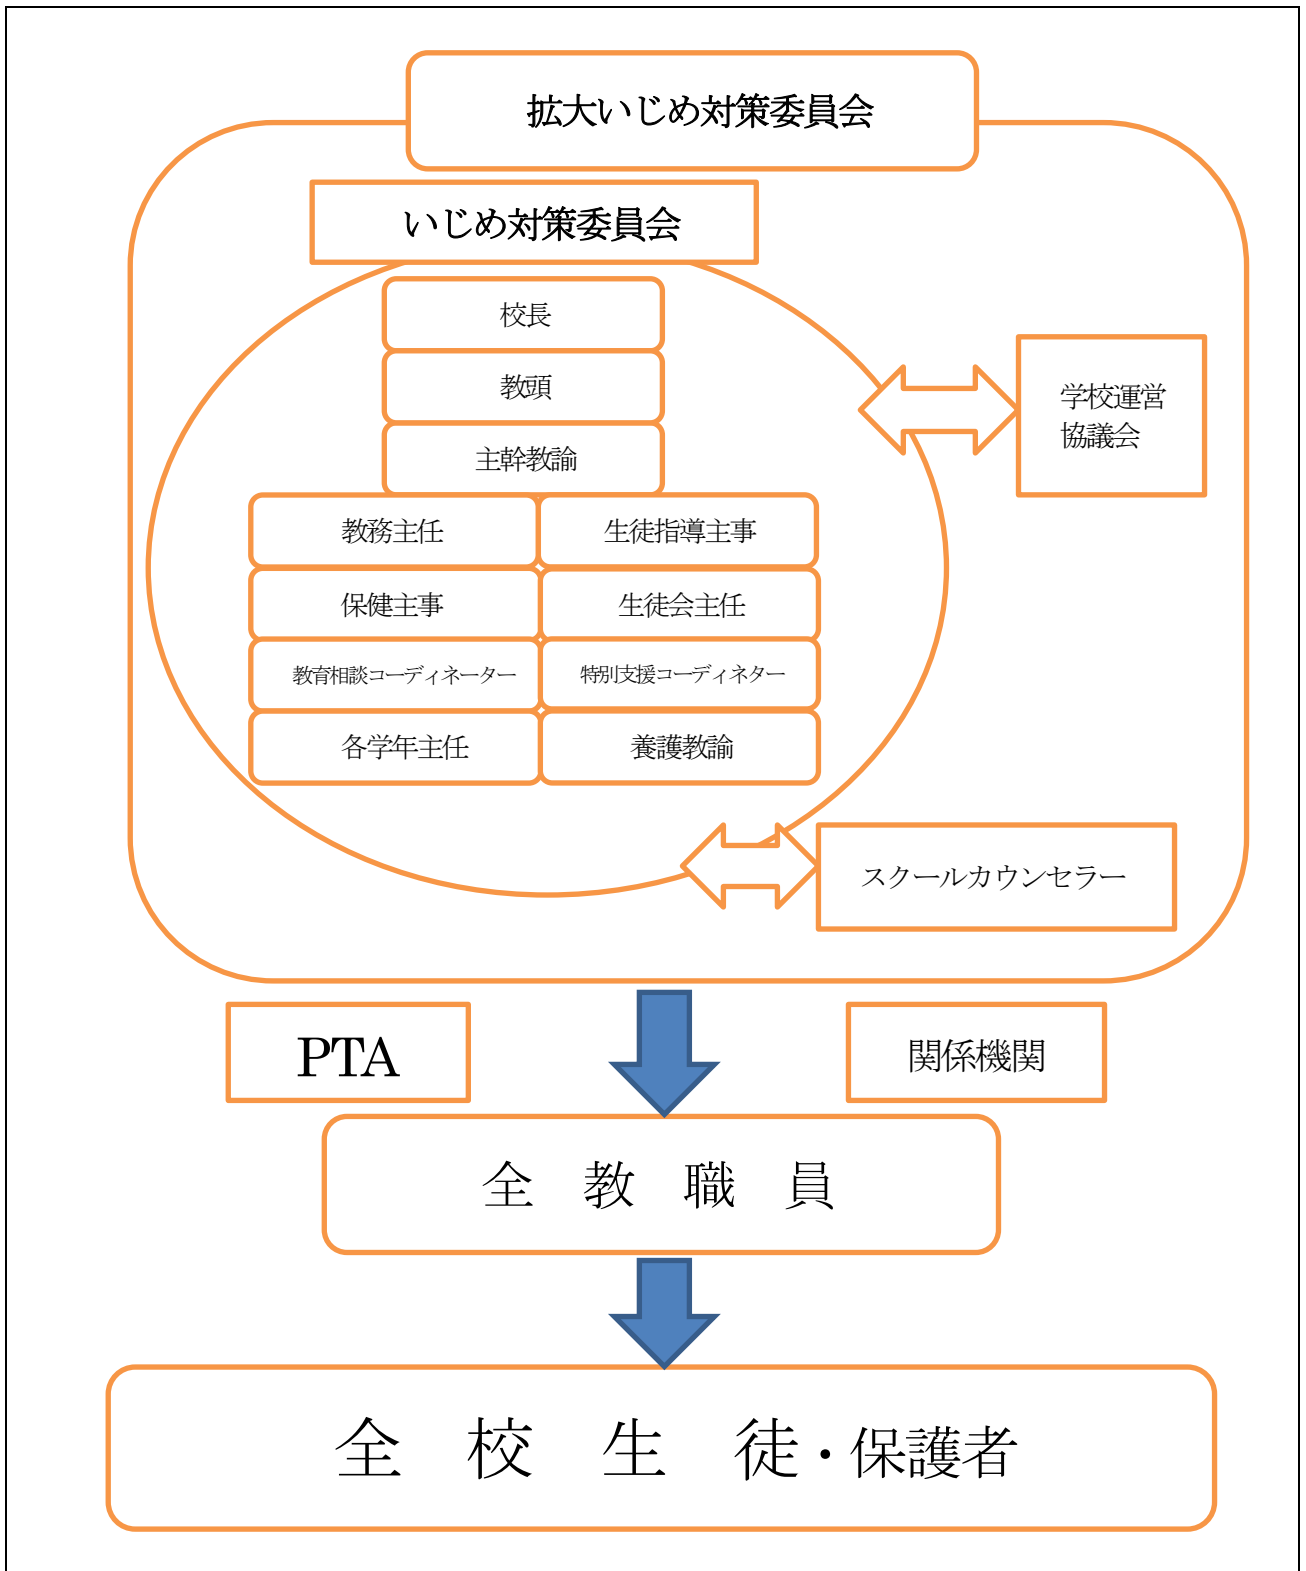 拡大いじめ対策委員会
いじめ対策委員会
校長
教頭
主幹教諭
教務主任
生徒指導主事
保健主事
生徒会主任
教育相談コーディネーター
特別支援コーディネター
各学年主任
養護教諭
学校運営
協議会
スクールカウンセラー
PTA
関係機関
全 教 職 員
全 校 生 徒・保護者